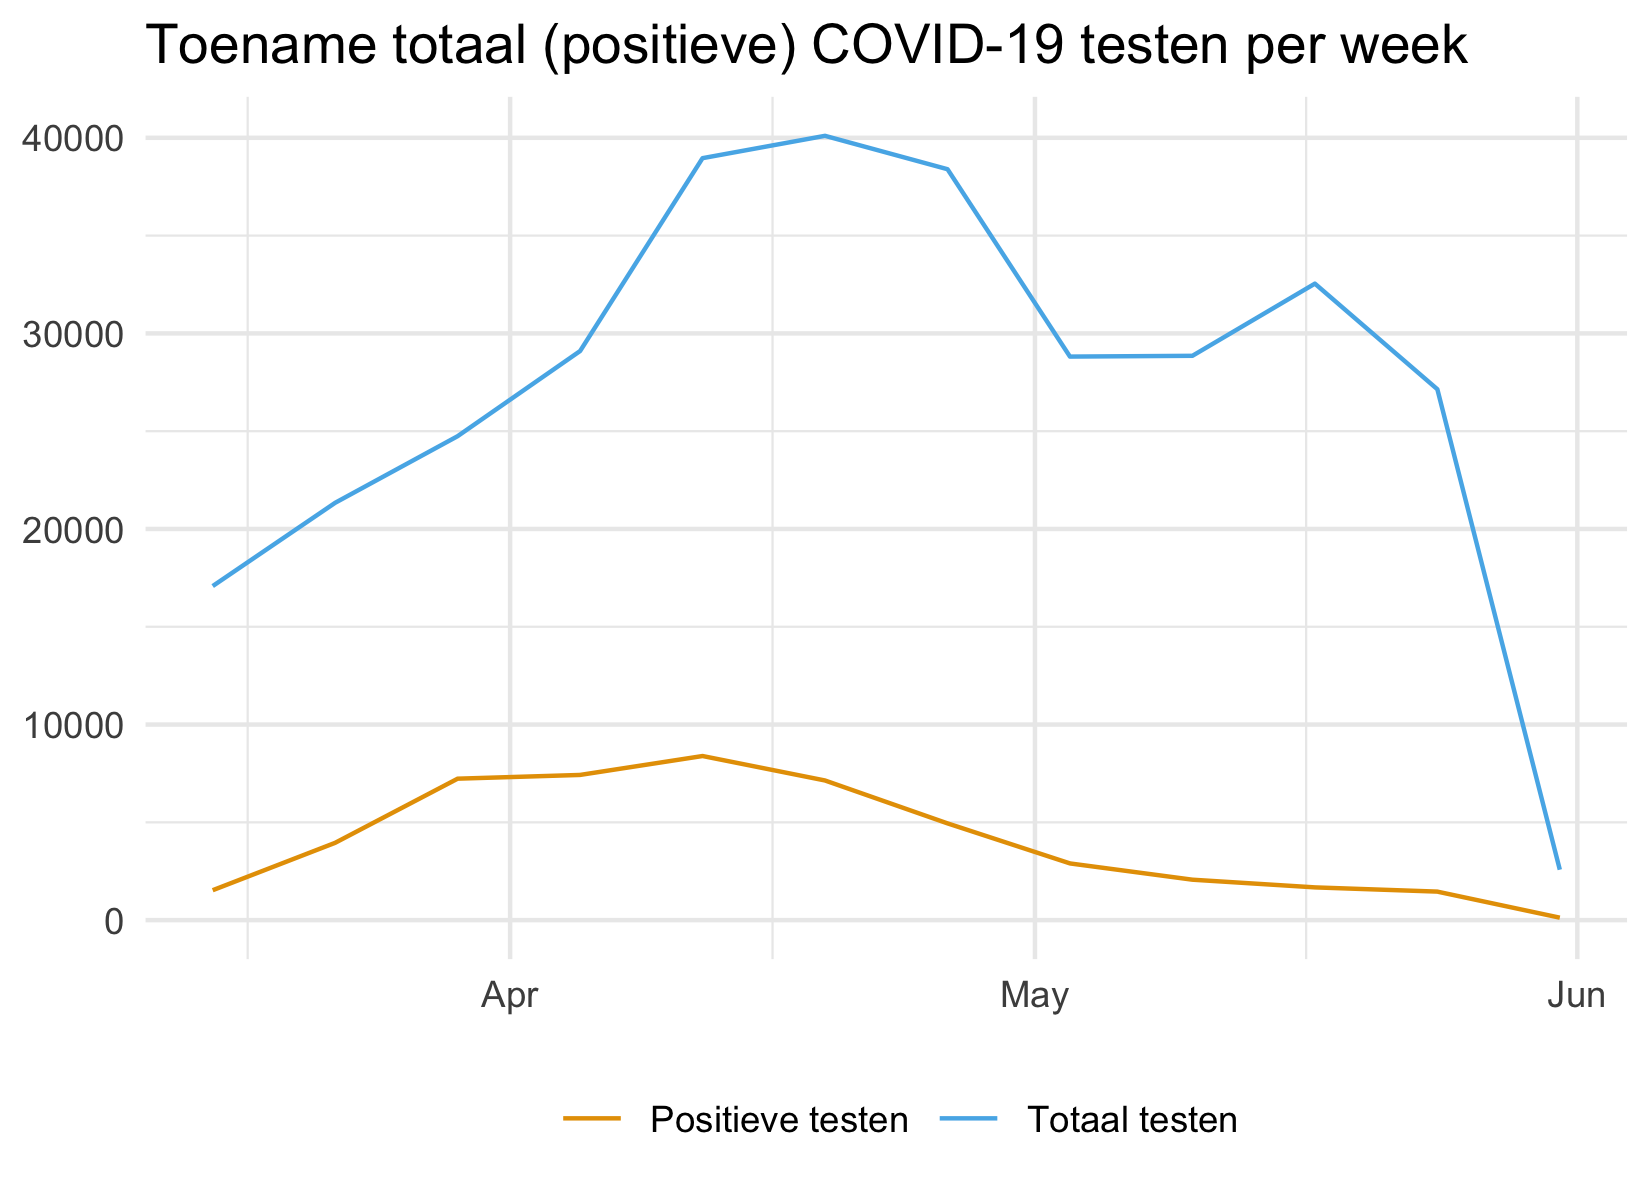 Toename totaal (positieve) COVID-19 testen per week
40000
30000
20000
10000
0
Apr May Jun
Positieve testen Totaal testen